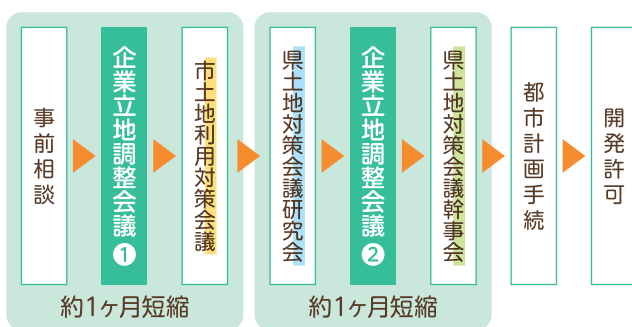 事前相談
企業立地調整会議❶
市土地利用対策会議
約1ヶ月短縮
県土地対策会議研究会
企業立地調整会議❷
県土地対策会議幹事会
約1ヶ月短縮
都市計画手続
開発許可